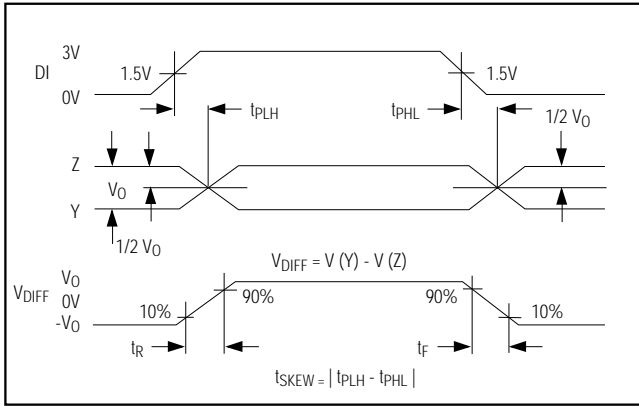 3V
DI
1.5V
1.5V
0V
tPLH
tPHL
1/2 VO
Z
VO
Y
1/2 VO
VDIFF = V (Y) - V (Z)
VO
VDIFF 0V
-VO
10%
90%
90%
10%
tR
tF
tSKEW = | tPLH - tPHL |